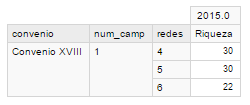 2015.0
convenio num_camp redes Riqueza
Convenio XVIII 1 4 30
5 30
6 22